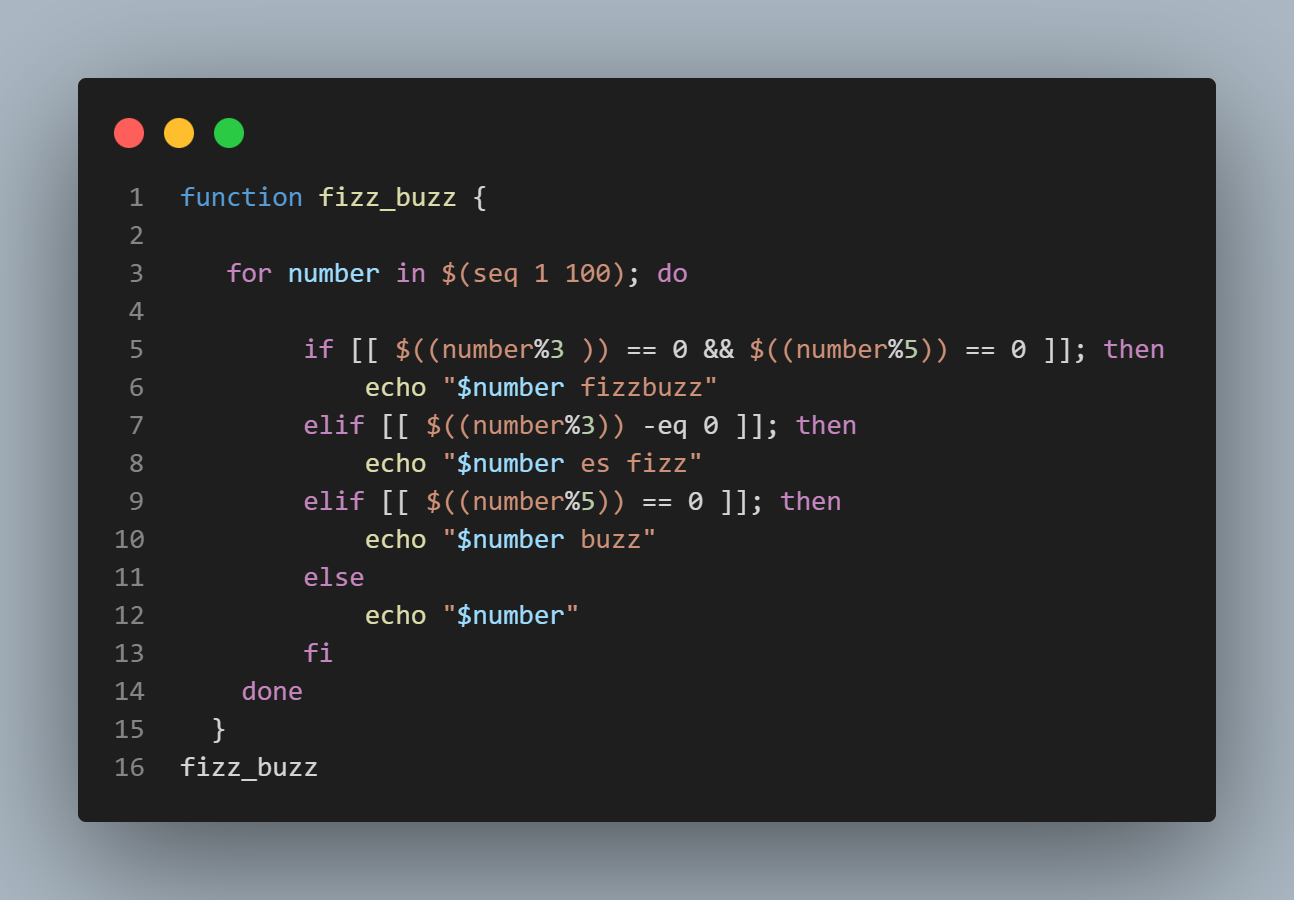 1 function fizz_buzz {
2
3 for number in $(seq 1 100); do
4
5 if [[ $((number%3 )) == 0 && $((number%5)) == 0 ]]; then
6 echo "$number fizzbuzz"
7 elif [[ $((number%3)) -eq 0 ]]; then
8 echo "$number es fizz"
9 elif [[ $((number%5)) == 0 ]]; then
10 echo "$number buzz"
11 else
12 echo "$number"
13 fi
14 done
15 }
16 fizz_buzz